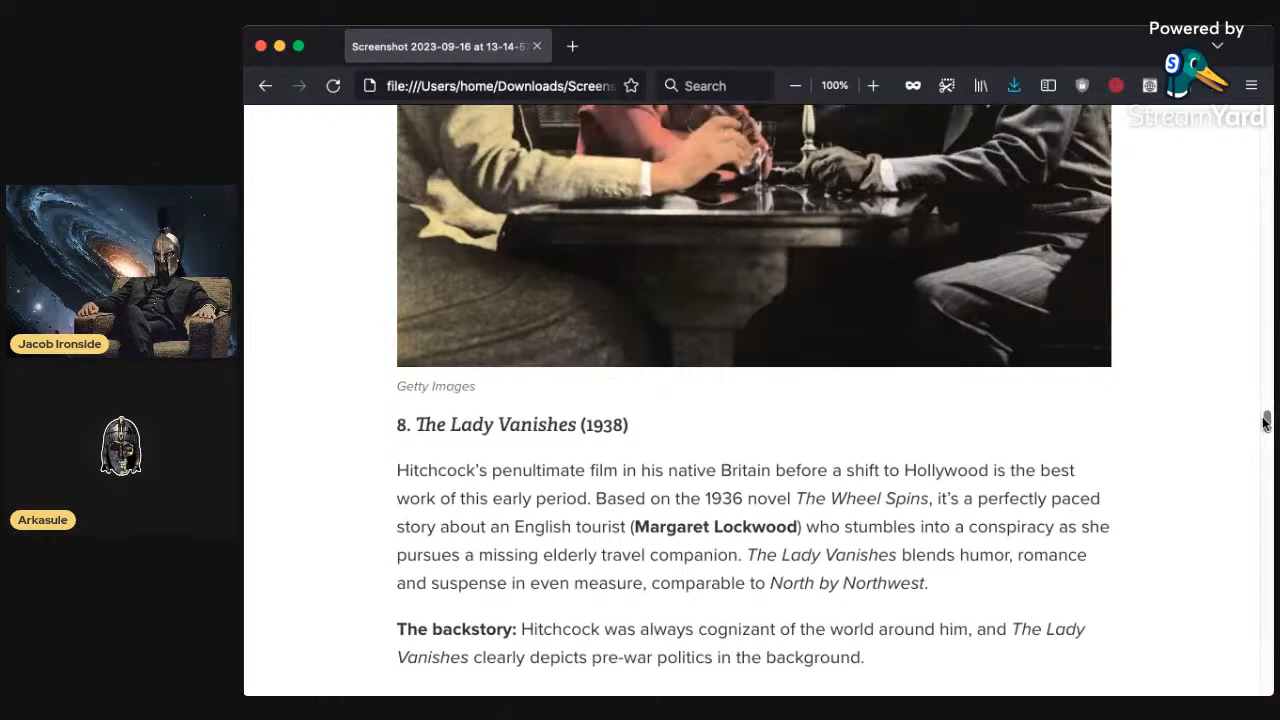 Powered by
StreamYard
Screenshot 2023-09-16 at 13-14-5
file:///Users/home/Downloads/Screens
Search
100%
S
Jacob Ironside
Arkasule
Getty Images
8. The Lady Vanishes (1938)
Hitchcock’s penultimate film in his native Britain before a shift to Hollywood is the best
work of this early period. Based on the 1936 novel The Wheel Spins, it’s a perfectly paced
story about an English tourist (Margaret Lockwood) who stumbles into a conspiracy as she
pursues a missing elderly travel companion. The Lady Vanishes blends humor, romance
and suspense in even measure, comparable to North by Northwest.
The backstory: Hitchcock was always cognizant of the world around him, and The Lady
Vanishes clearly depicts pre-war politics in the background.